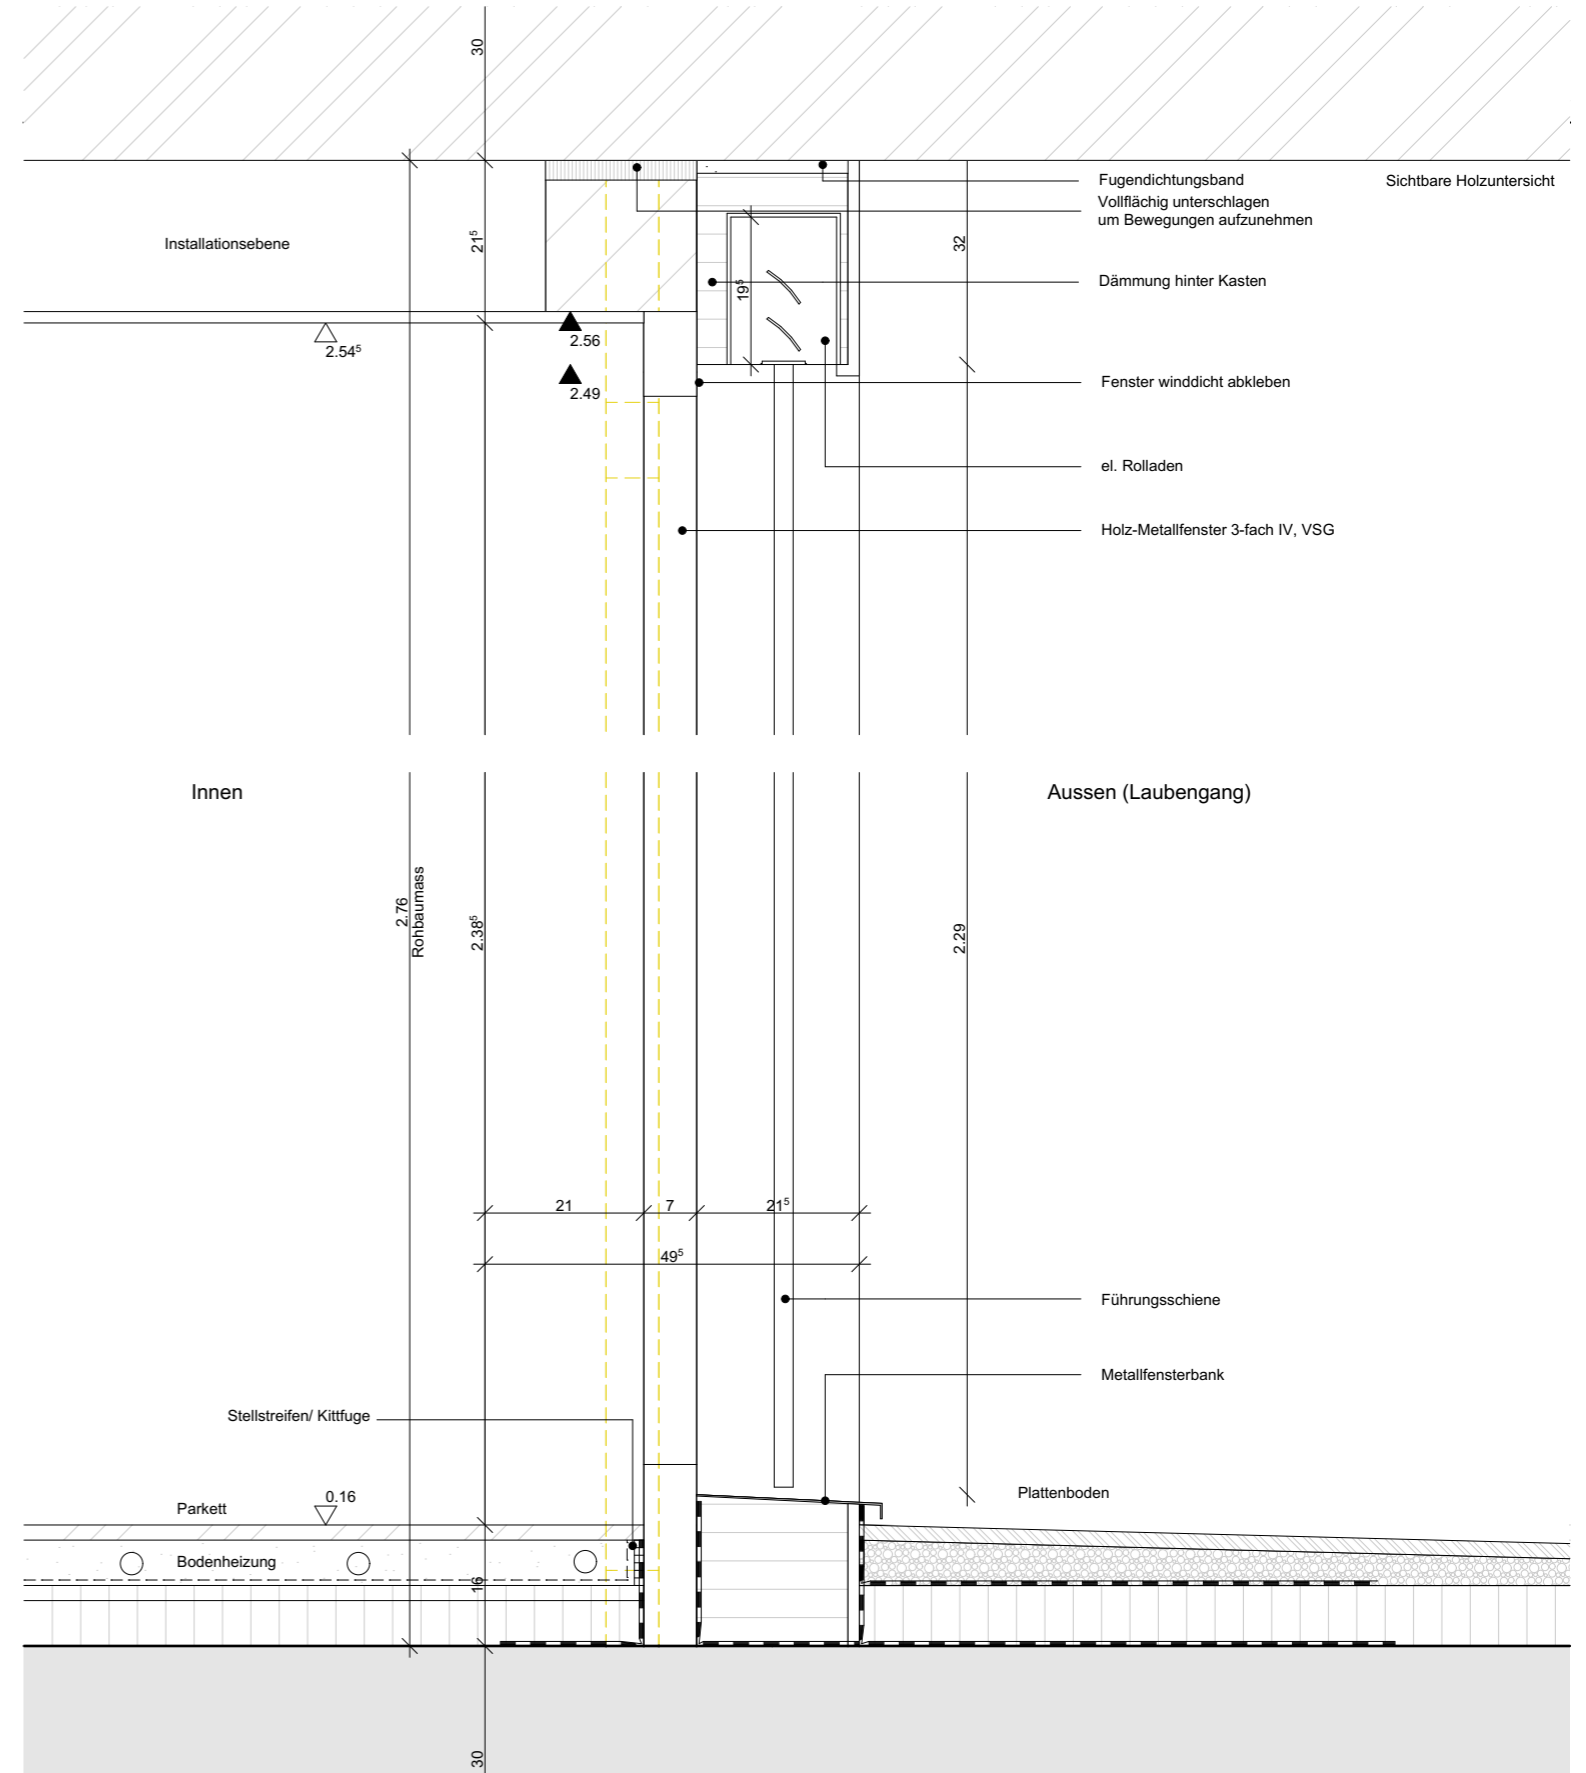 30
Fugendichtungsband
Sichtbare Holzuntersicht
Vollflächig unterschlagen
um Bewegungen aufzunehmen
Installationsebene
21⁵
32
Dämmung hinter Kasten
19⁵
2.56
2.54⁵
2.49
Fenster winddicht abkleben
el. Rolladen
Holz-Metallfenster 3-fach IV, VSG
Innen
Aussen (Laubengang)
2.76
Rohbaumass
2.38⁵
2.29
21
7
21⁵
49⁵
Führungsschiene
Metallfensterbank
Stellstreifen/ Kittfuge
0.16
Parkett
Plattenboden
Bodenheizung
16
30